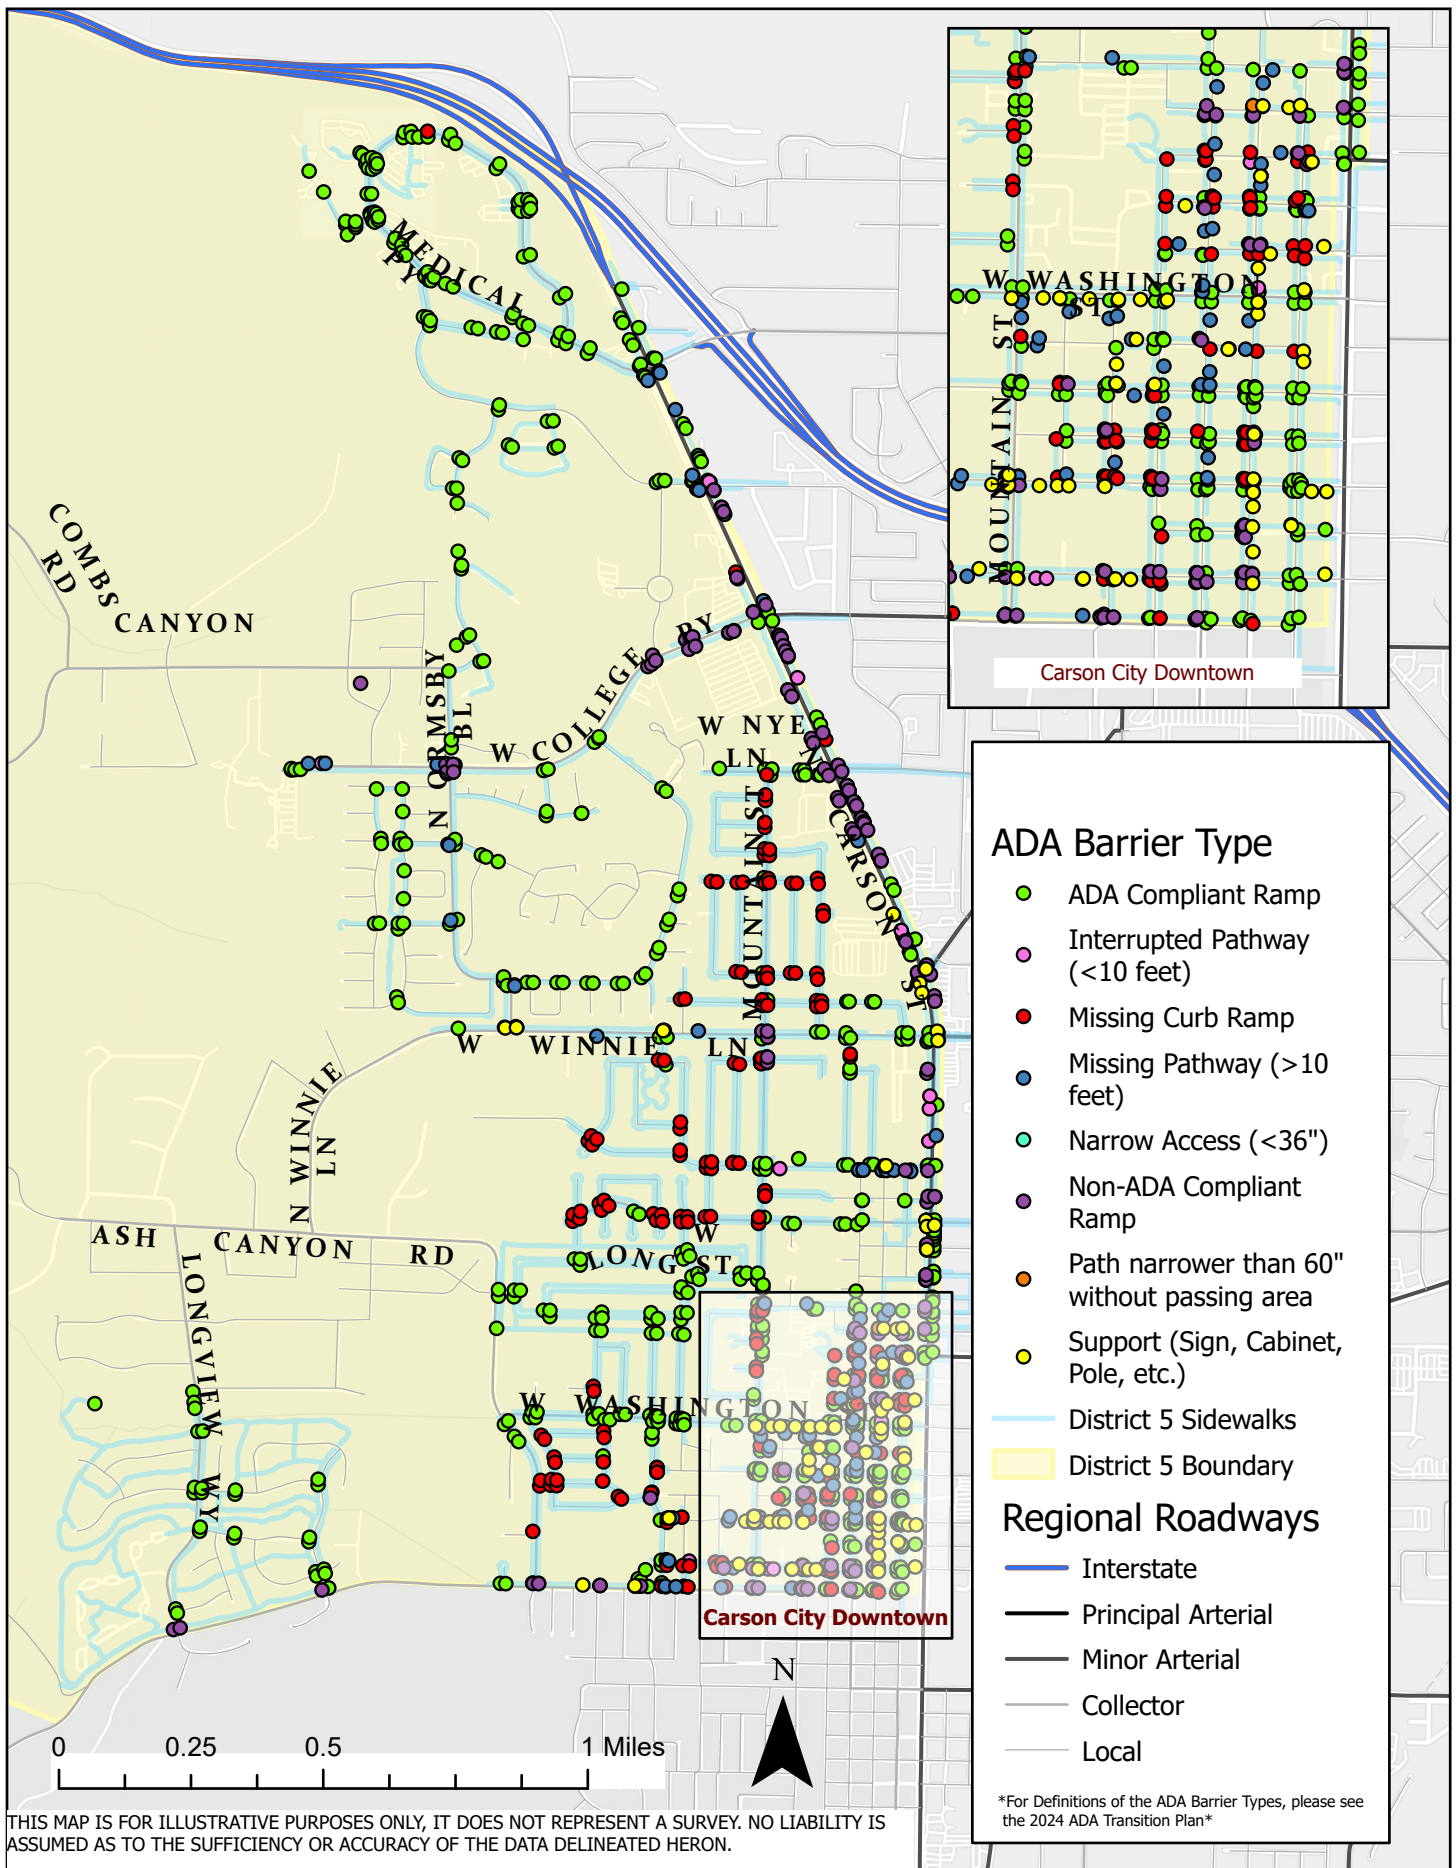 MEDICAL
PY
COMBS
RD
CANYON
N ORMSBY
BL
W COLLEGE
PY
W NYE
LN
MOUNTAIN ST
N CARSON
ST
W WINNIE LN
N WINNIE
LN
ASH CANYON RD
LONGVIEW WY
W
LONG ST
W WASHINGTON
Carson City Downtown
W WASHINGTON
ST
MOUNTAIN ST
Carson City Downtown
ADA Barrier Type
ADA Compliant Ramp
Interrupted Pathway
(<10 feet)
Missing Curb Ramp
Missing Pathway (>10
feet)
Narrow Access (<36")
Non-ADA Compliant
Ramp
Path narrower than 60"
without passing area
Support (Sign, Cabinet,
Pole, etc.)
District 5 Sidewalks
District 5 Boundary
Regional Roadways
Interstate
Principal Arterial
Minor Arterial
Collector
Local
*For Definitions of the ADA Barrier Types, please see
the 2024 ADA Transition Plan*
N
0 0.25 0.5 1 Miles
THIS MAP IS FOR ILLUSTRATIVE PURPOSES ONLY, IT DOES NOT REPRESENT A SURVEY. NO LIABILITY IS
ASSUMED AS TO THE SUFFICIENCY OR ACCURACY OF THE DATA DELINEATED HERON.